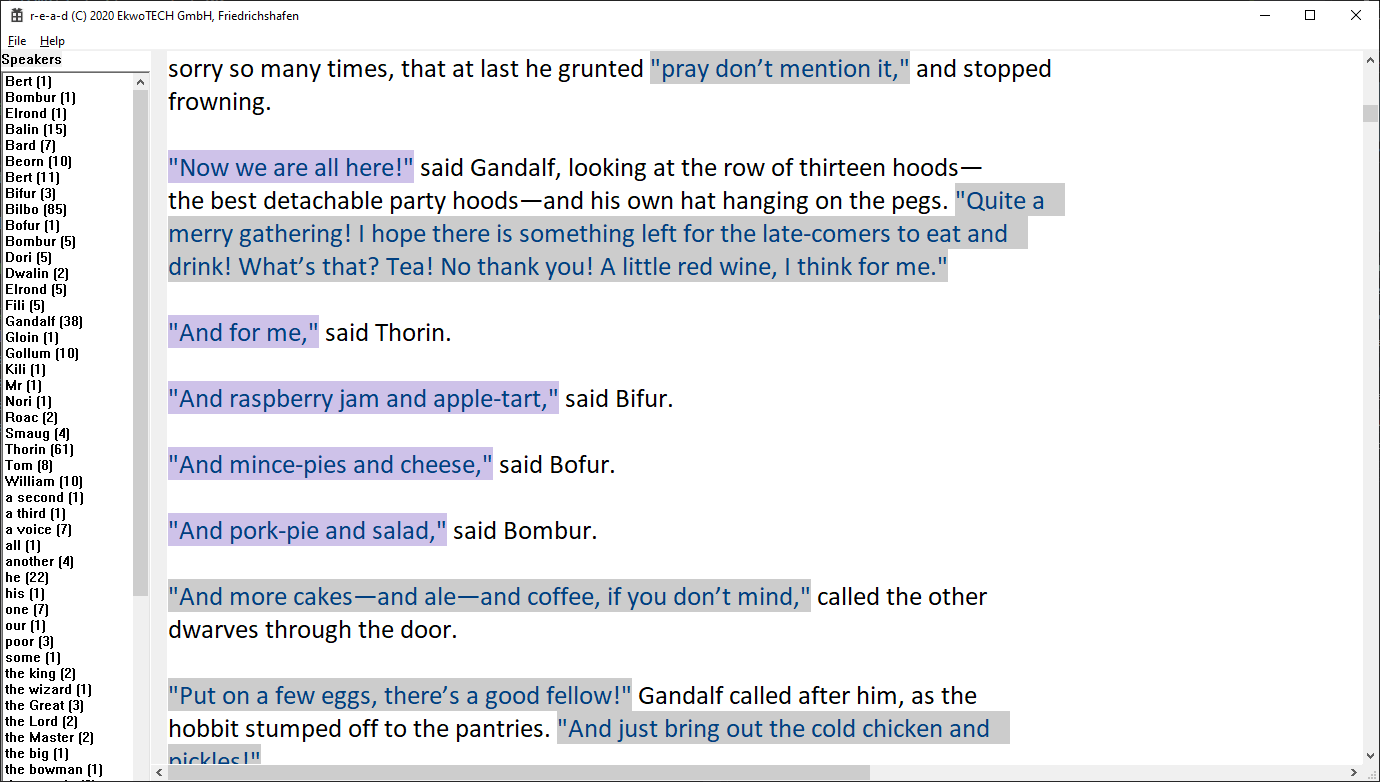 r-e-a-d (C) 2020 EkwoTECH GmbH, Friedrichshafen
File Help
Speakers
Bert (1)
Bombur (1)
Elrond (1)
Balin (15)
Bard (7)
Beorn (10)
Bert (11)
Bifur (3)
Bilbo (85)
Bofur (1)
Bombur (5)
Dori (5)
Dwalin (2)
Elrond (5)
Fili (5)
Gandalf (38)
Gloin (1)
Gollum (10)
Kili (1)
Mr (1)
Nori (1)
Roac (2)
Smaug (4)
Thorin (61)
Tom (8)
William (10)
a second (1)
a third (1)
a voice (7)
all (1)
another (4)
he (22)
his (1)
one (7)
our (1)
poor (3)
some (1)
the king (2)
the wizard (1)
the Great (3)
the Lord (2)
the Master (2)
the big (1)
the bowman (1)
sorry so many times, that at last he grunted "pray don’t mention it," and stopped
frowning.
"Now we are all here!" said Gandalf, looking at the row of thirteen hoods—
the best detachable party hoods—and his own hat hanging on the pegs. "Quite a
merry gathering! I hope there is something left for the late-comers to eat and
drink! What’s that? Tea! No thank you! A little red wine, I think for me."
"And for me," said Thorin.
"And raspberry jam and apple-tart," said Bifur.
"And mince-pies and cheese," said Bofur.
"And pork-pie and salad," said Bombur.
"And more cakes—and ale—and coffee, if you don’t mind," called the other
dwarves through the door.
"Put on a few eggs, there’s a good fellow!" Gandalf called after him, as the
hobbit stumped off to the pantries. "And just bring out the cold chicken and
pickles!"